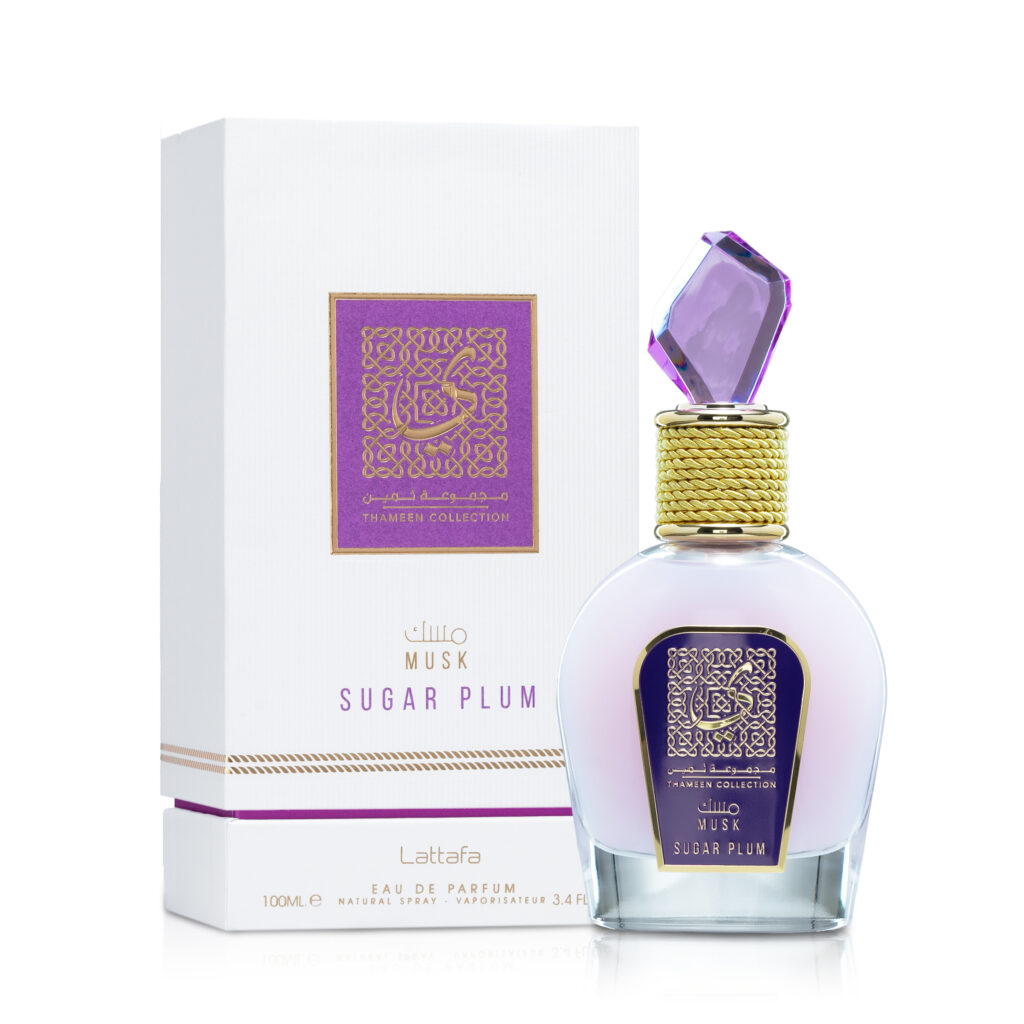 مجموعة ثمين
THAMEEN COLLECTION
مسك
MUSK
SUGAR PLUM
Lattafa
EAU DE PARFUM
100ML.e NATURAL SPRAY - VAPORISATEUR 3.4
مجموعة ثمين
THAMEEN COLLECTION
مسك
MUSK
SUGAR PLUM